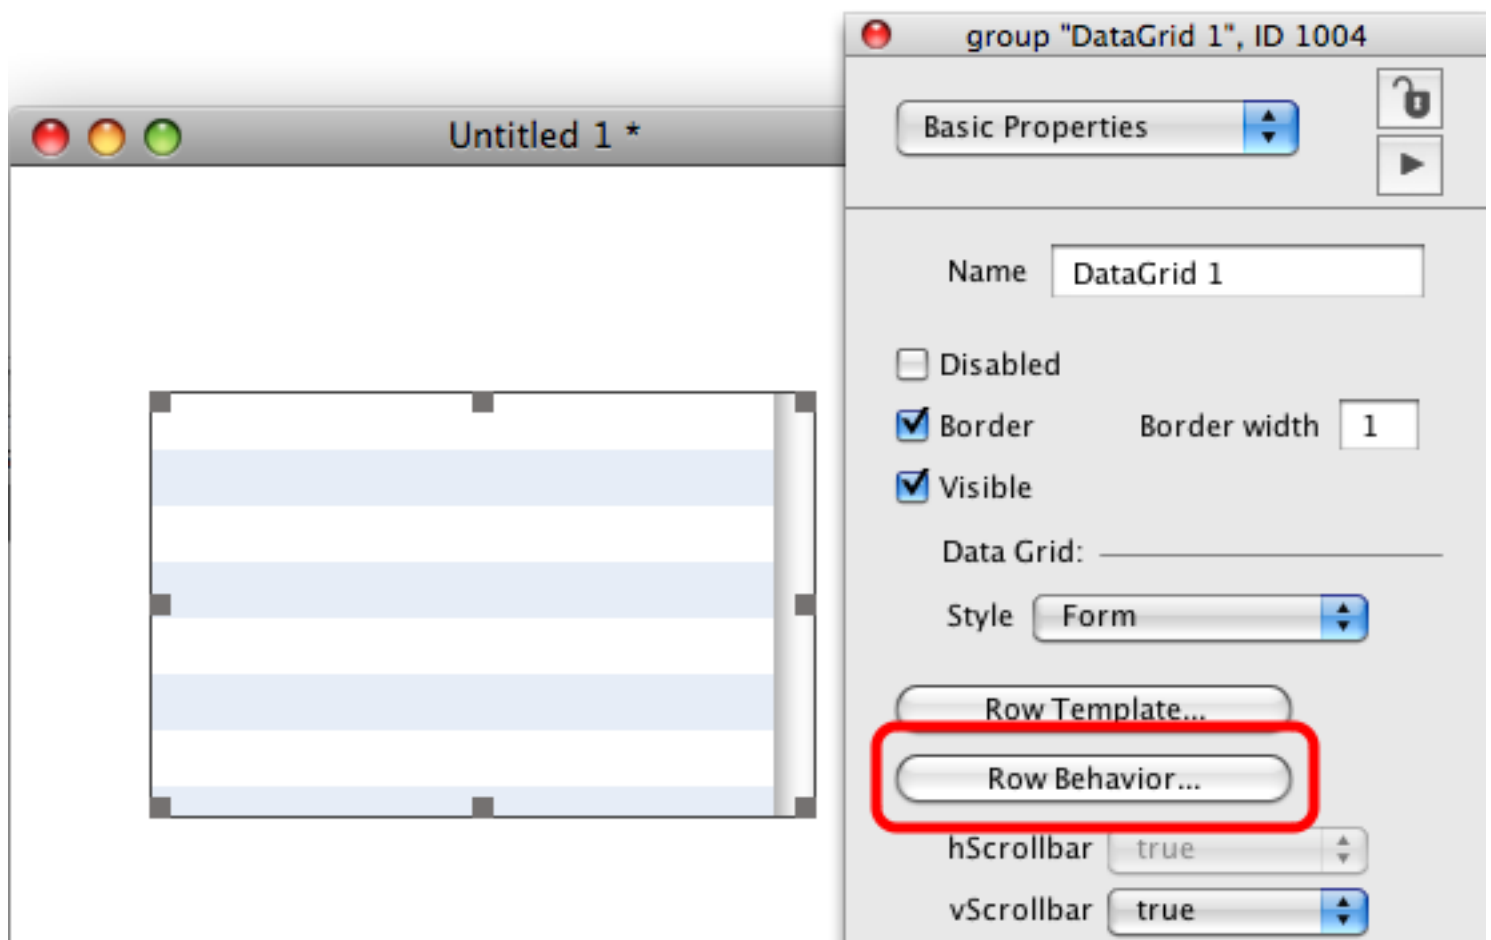 group "DataGrid 1", ID 1004
Untitled 1 *
Basic Properties
Name DataGrid 1
Disabled
Border Border width 1
Visible
Data Grid:
Style Form
Row Template...
Row Behavior...
hScrollbar true
vScrollbar true